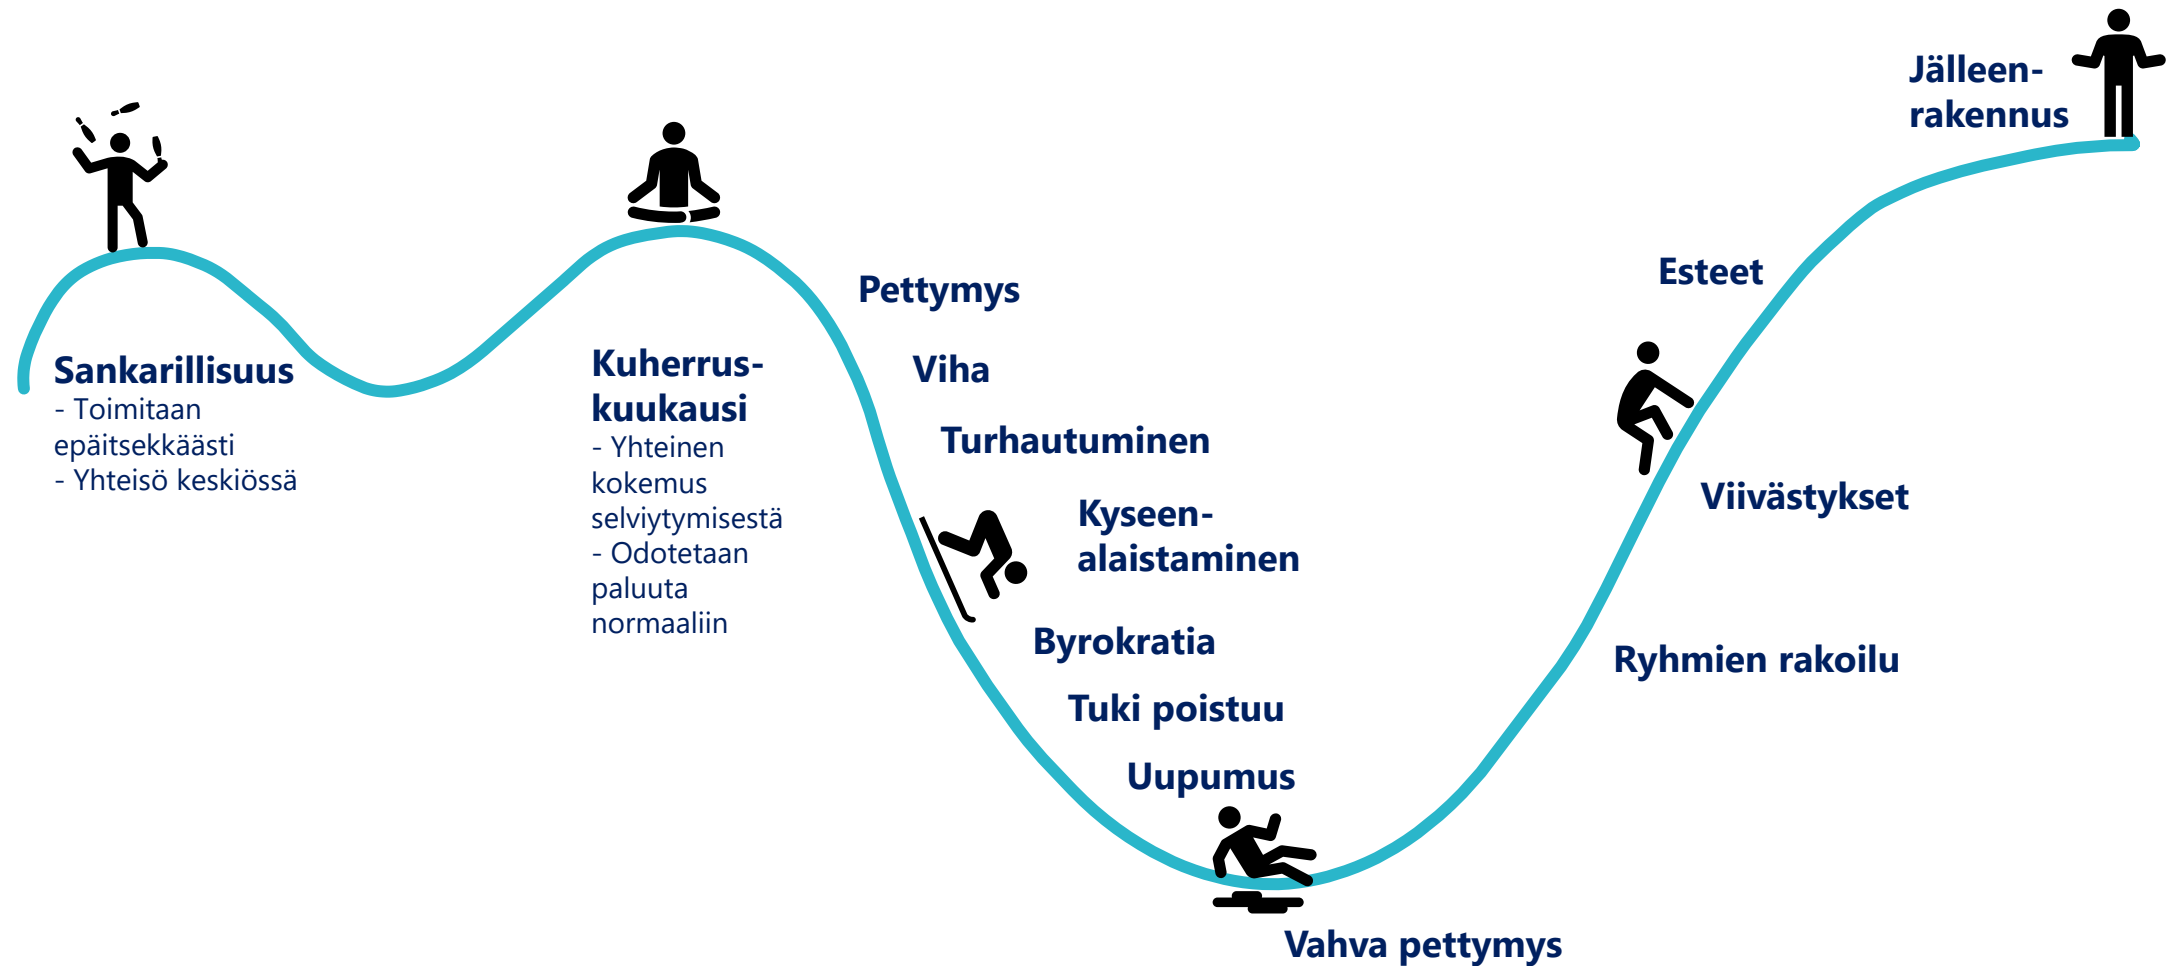 Sankarillisuus
- Toimitaan
epäitsekkäästi
- Yhteisö keskiössä
Kuherrus-
kuukausi
- Yhteinen
kokemus
selviytymisestä
- Odotetaan
paluuta
normaaliin
Pettymys
Viha
Turhautuminen
Kyseen-
alaistaminen
Byrokratia
Tuki poistuu
Uupumus
Vahva pettymys
Ryhmien rakoilu
Viivästykset
Esteet
Jälleen-
rakennus